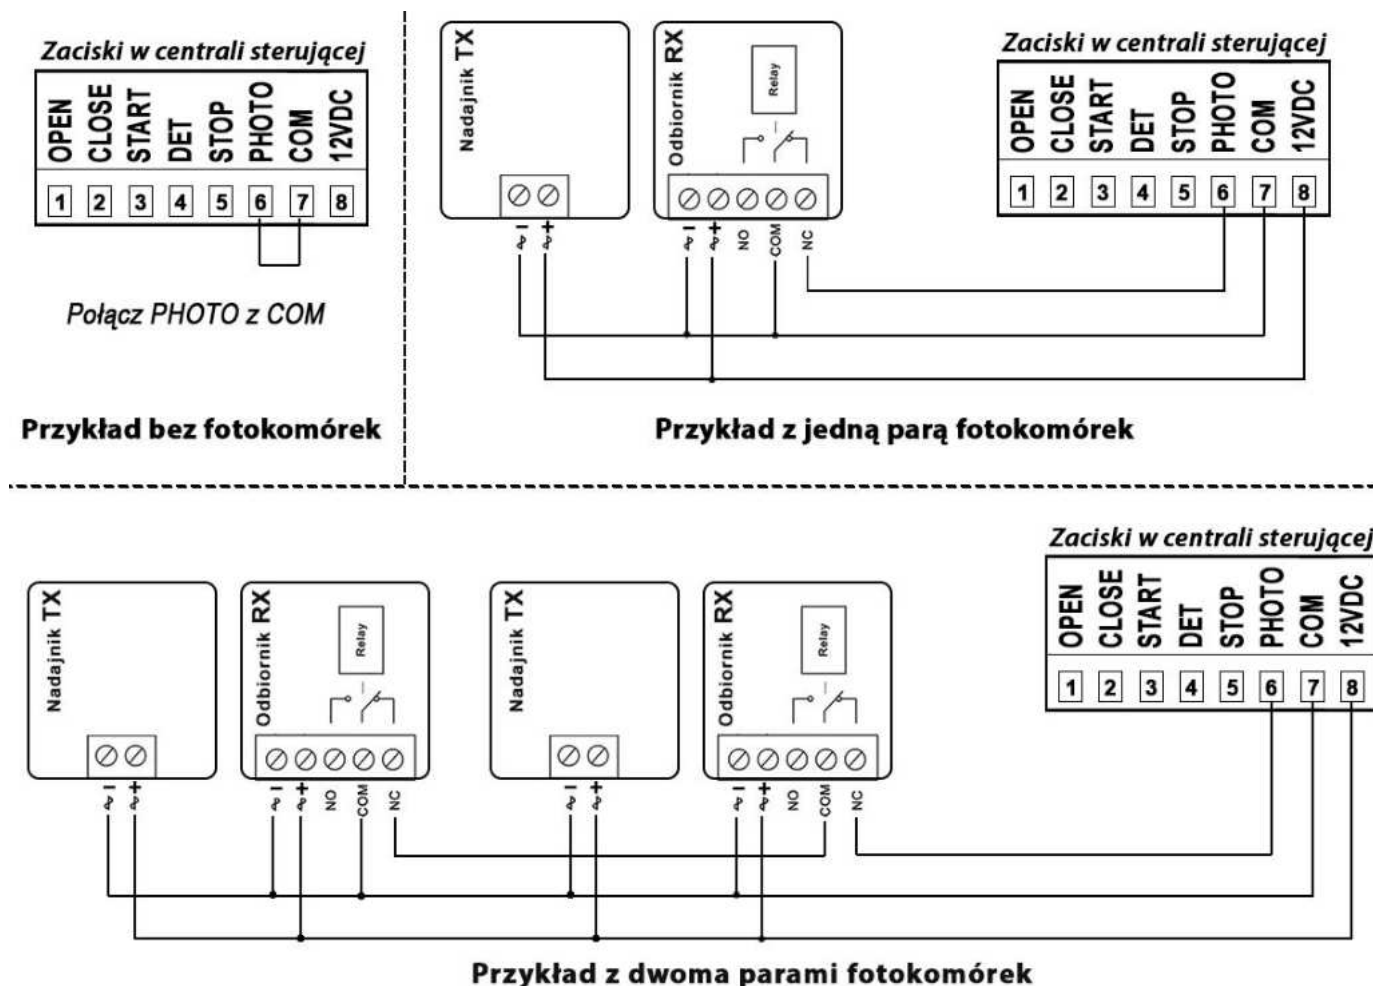 Zaciski w centrali sterującej
OPEN CLOSE START DET STOP PHOTO COM 12VDC
1 2 3 4 5 6 7 8
Połącz PHOTO z COM
Przykład bez fotokomórek
Nadajnik TX
~ - ~ +
Odbiornik RX
Relay
~ - ~ + NO COM NC
Zaciski w centrali sterującej
OPEN CLOSE START DET STOP PHOTO COM 12VDC
1 2 3 4 5 6 7 8
Przykład z jedną parą fotokomórek
Nadajnik TX
~ - ~ +
Odbiornik RX
Relay
~ - ~ + NO COM NC
Nadajnik TX
~ - ~ +
Odbiornik RX
Relay
~ - ~ + NO COM NC
Zaciski w centrali sterującej
OPEN CLOSE START DET STOP PHOTO COM 12VDC
1 2 3 4 5 6 7 8
Przykład z dwoma parami fotokomórek